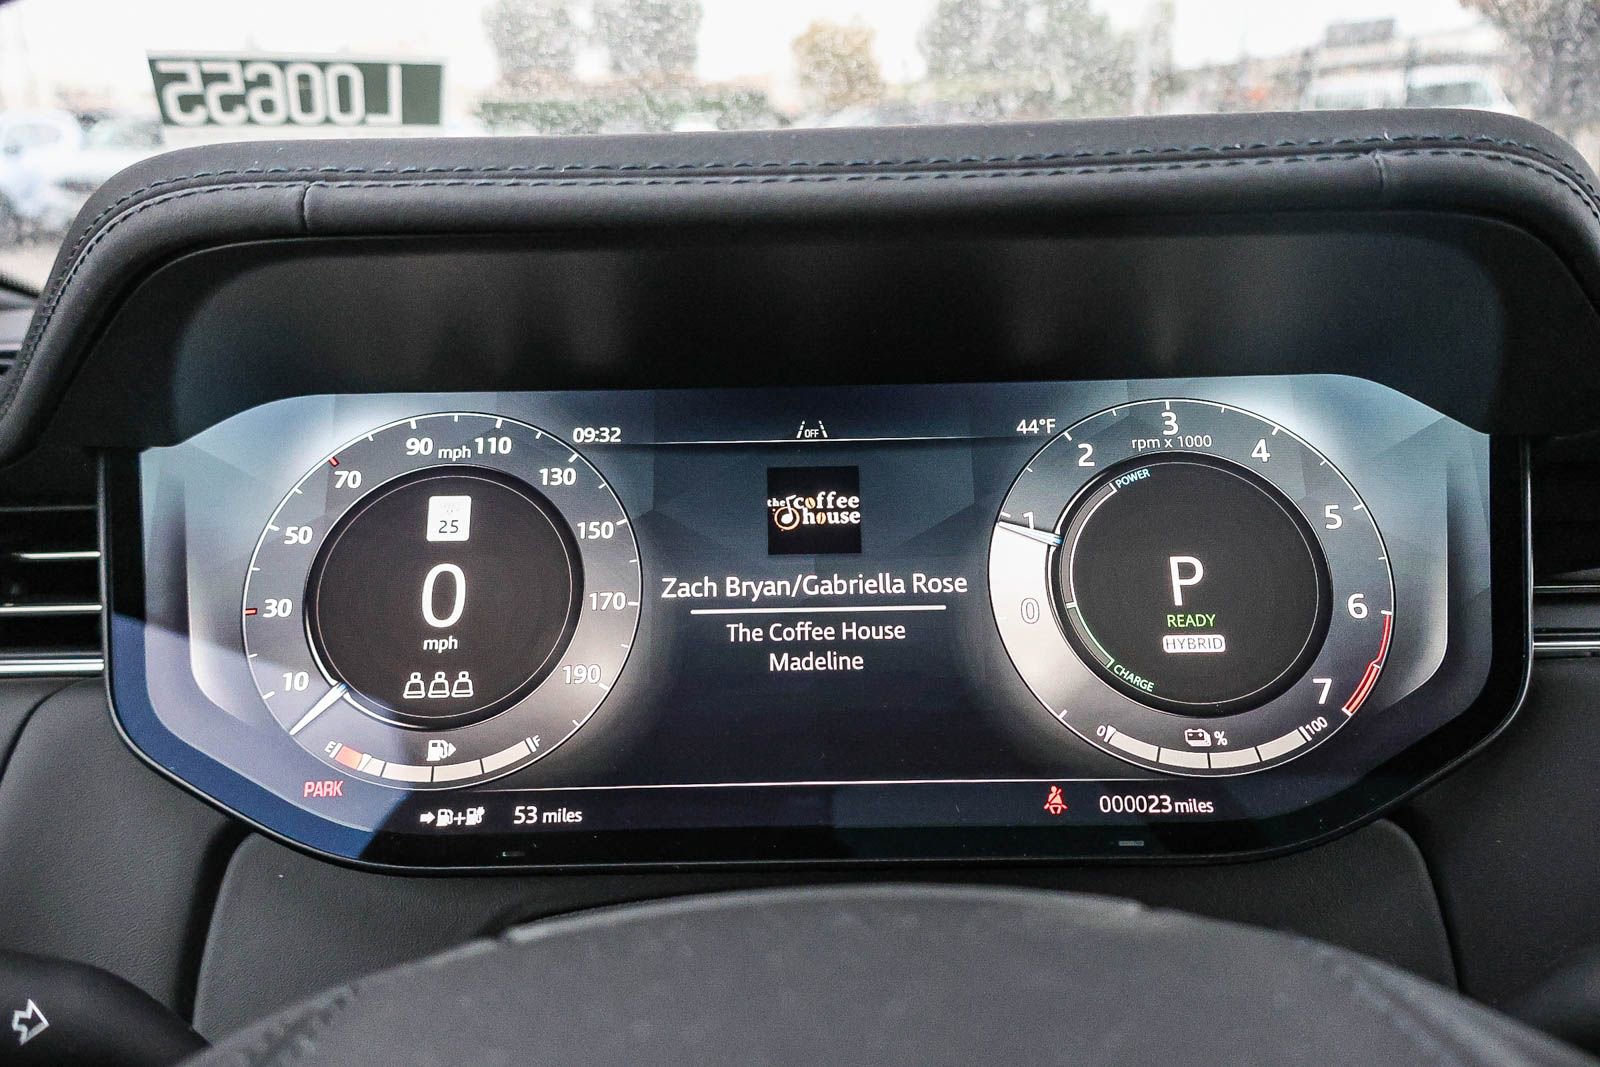 L00655
09:32
OFF
44°F
90 mph 110
70
130
50
150
30
170
10
190
25
0
mph
E
F
PARK
53 miles
the coffee
house
Zach Bryan/Gabriella Rose
The Coffee House
Madeline
3
rpm x 1000
2
4
1
5
0
6
7
POWER
P
READY
HYBRID
CHARGE
0
%
100
000023 miles